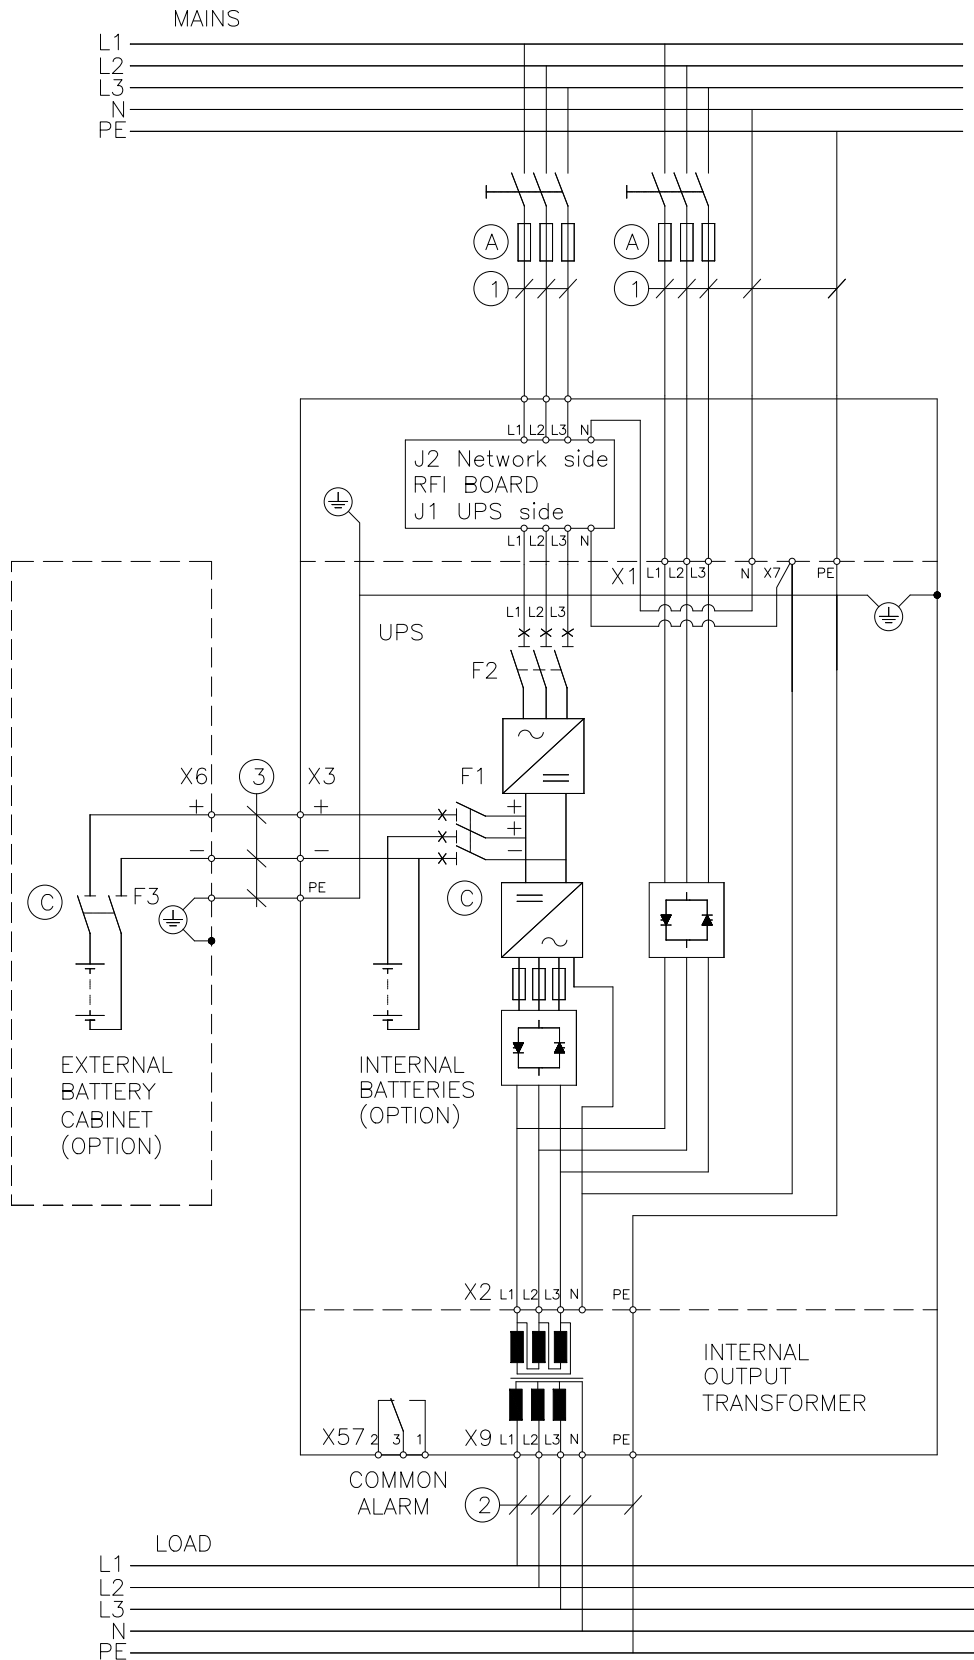 MAINS
L1
L2
L3
N
PE
A A
1 1
L1 L2 L3 N
J2 Network side
RFI BOARD
J1 UPS side
L1 L2 L3 N
X1 L1 L2 L3 N X7 PE
L1 L2 L3
UPS
F2
X6 3 X3 F1
+ + +
+
- - -
PE
C F3 C
EXTERNAL
BATTERY
CABINET
(OPTION)
INTERNAL
BATTERIES
(OPTION)
X2 L1 L2 L3 N PE
INTERNAL
OUTPUT
TRANSFORMER
X57 2 3 1 X9 L1 L2 L3 N PE
COMMON
ALARM
2
LOAD
L1
L2
L3
N
PE